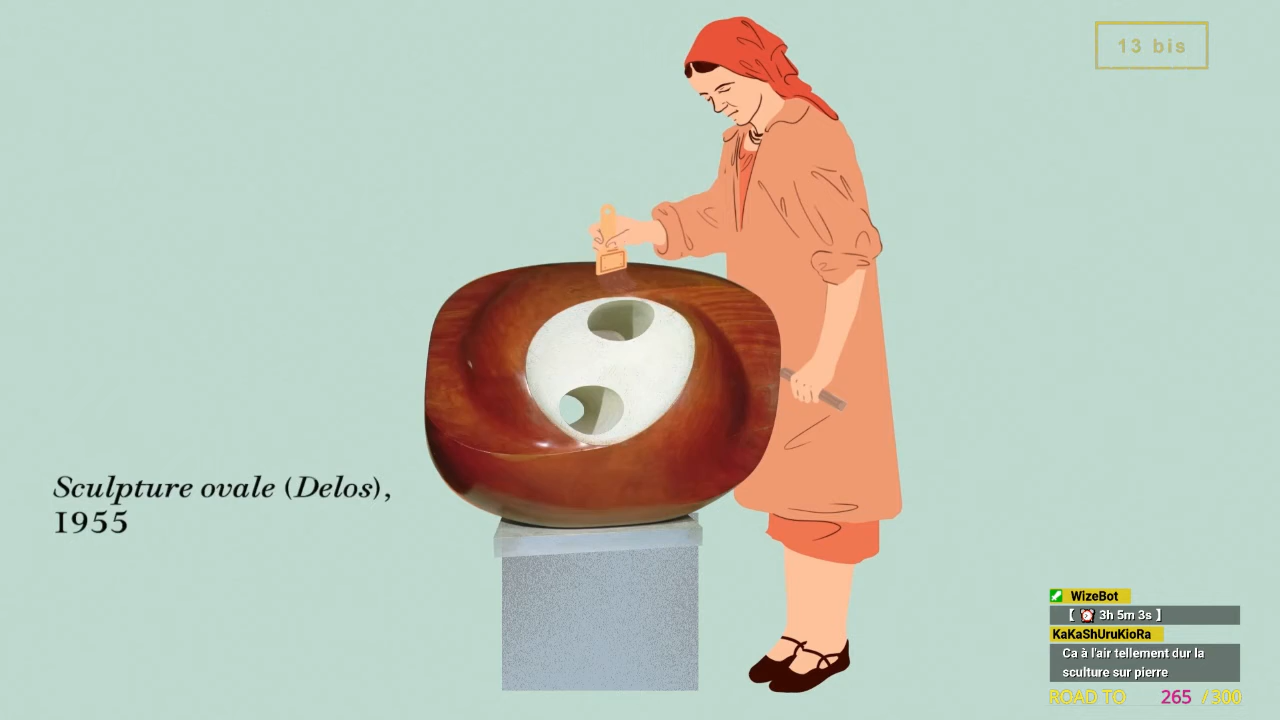 13 bis
Sculpture ovale (Delos),
1955
WizeBot
【 ⏰ 3h 5m 3s 】
KaKaShUruKioRa
Ca à l'air tellement dur la
sculture sur pierre
ROAD TO 265 / 300